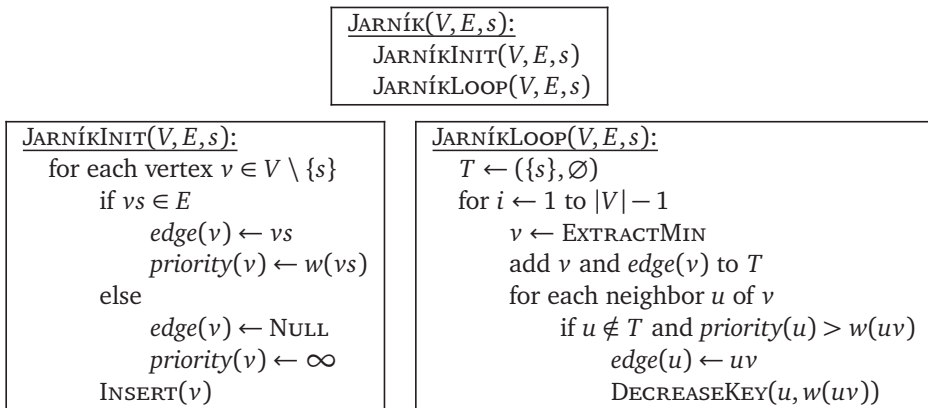 JARNÍK(V, E, s):
JARNÍKINIT(V, E, s)
JARNÍKLOOP(V, E, s)
JARNÍKINIT(V, E, s):
for each vertex v ∈ V \ {s}
if vs ∈ E
edge(v) ← vs
priority(v) ← w(vs)
else
edge(v) ← NULL
priority(v) ← ∞
INSERT(v)
JARNÍKLOOP(V, E, s):
T ← ({s}, ∅)
for i ← 1 to |V| − 1
v ← EXTRACTMIN
add v and edge(v) to T
for each neighbor u of v
if u ∉ T and priority(u) > w(uv)
edge(u) ← uv
DECREASEKEY(u, w(uv))